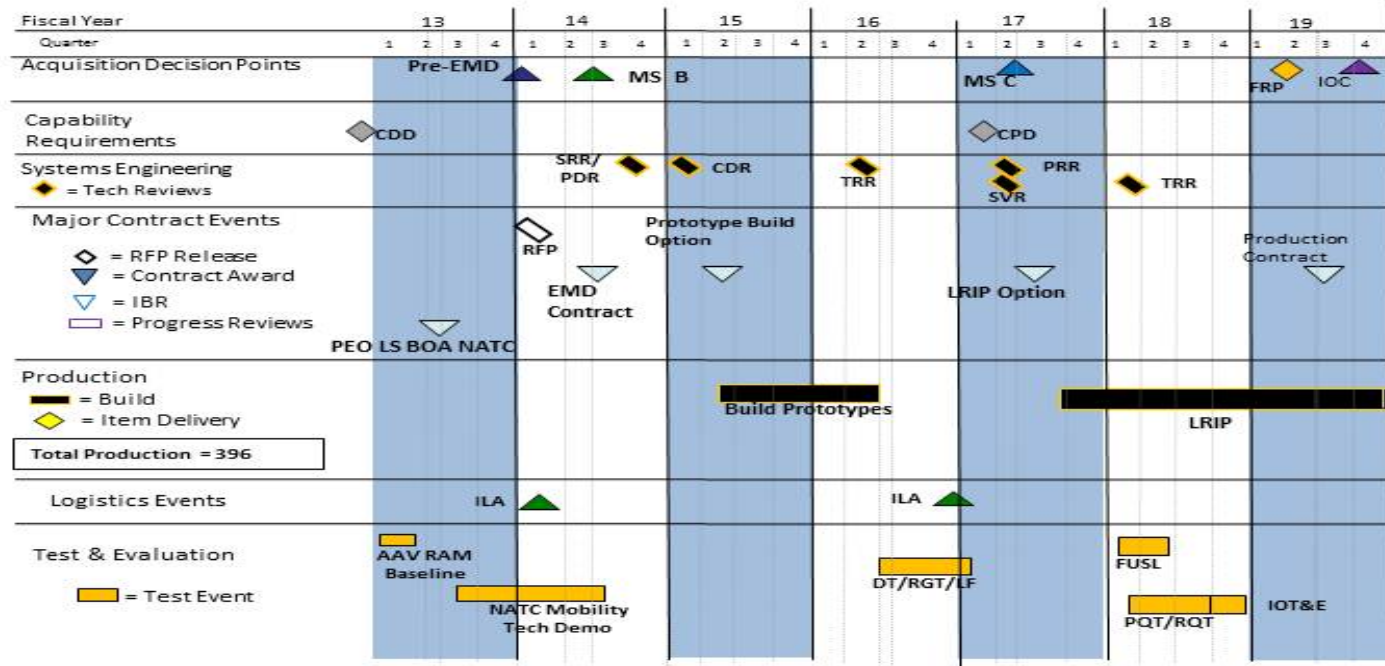 Fiscal Year 13 14 15 16 17 18 19
Quarter 1 2 3 4 1 2 3 4 1 2 3 4 1 2 3 4 1 2 3 4 1 2 3 4 1 2 3 4
Acquisition Decision Points
Pre-EMD
MS B
MS C
FRP
IOC
Capability
Requirements
CDD
CPD
Systems Engineering
= Tech Reviews
SRR/
PDR
CDR
TRR
PRR
SVR
TRR
Major Contract Events
= RFP Release
= Contract Award
= IBR
= Progress Reviews
RFP
Prototype Build
Option
EMD
Contract
LRIP Option
Production
Contract
PEO LS BOA NATC
Production
= Build
= Item Delivery
Total Production = 396
Build Prototypes
LRIP
Logistics Events
ILA
ILA
Test & Evaluation
= Test Event
AAV RAM
Baseline
NATC Mobility
Tech Demo
DT/RGT/LF
FUSL
PQT/RQT
IOT&E